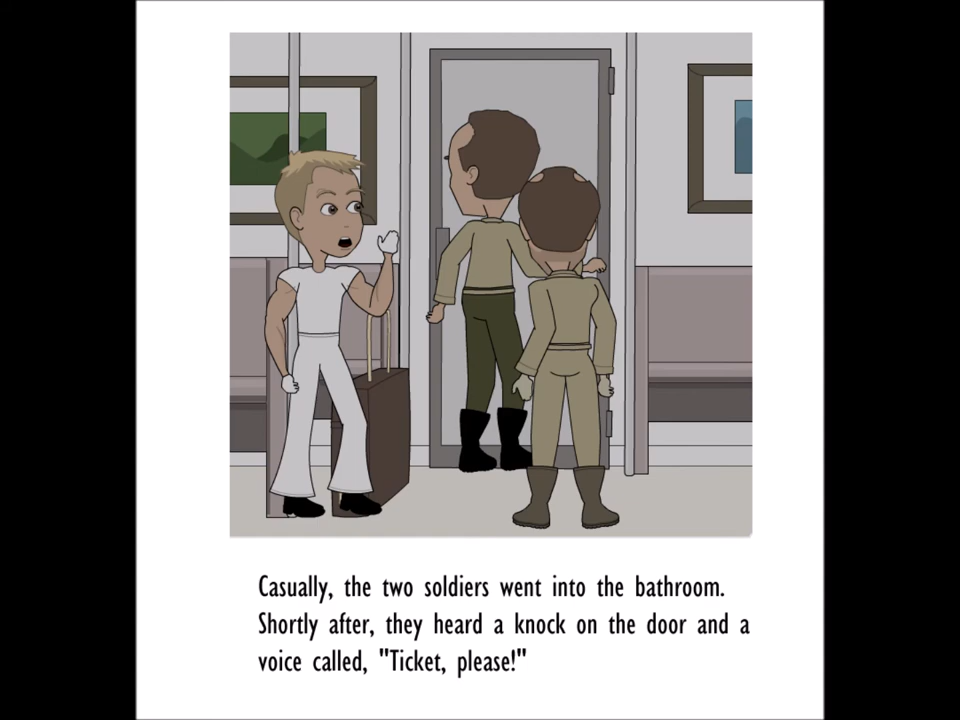 Casually, the two soldiers went into the bathroom.
Shortly after, they heard a knock on the door and a
voice called, "Ticket, please!"